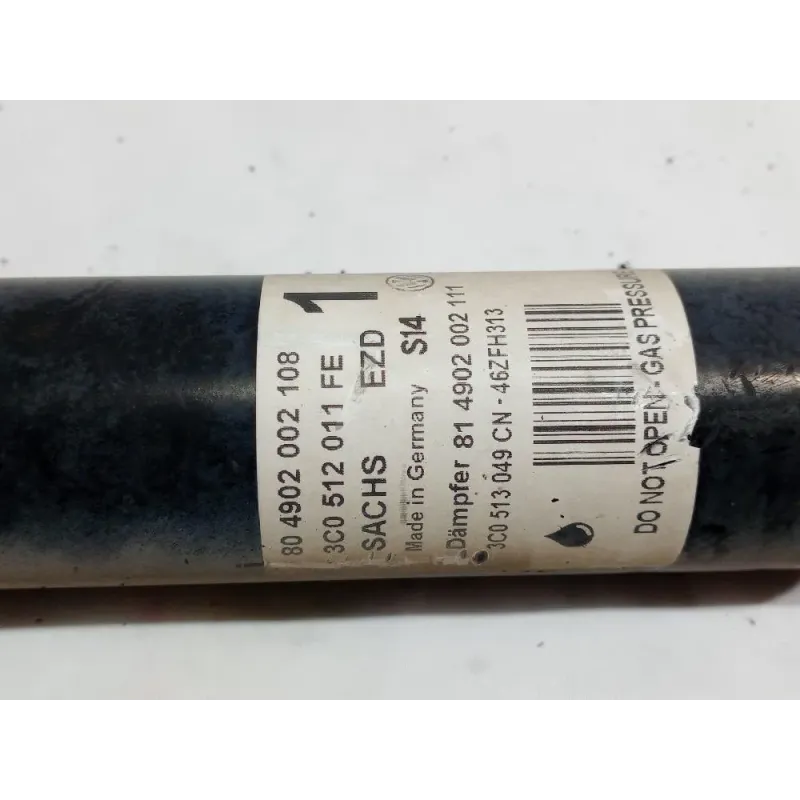 80 4902 002 108
1
3C0 512 011 FE
SACHS EZD
Made in Germany S14
Dämpfer 81 4902 002 111
3C0 513 049 CN - 46ZFH313
DO NOT OPEN - GAS PRESSURE